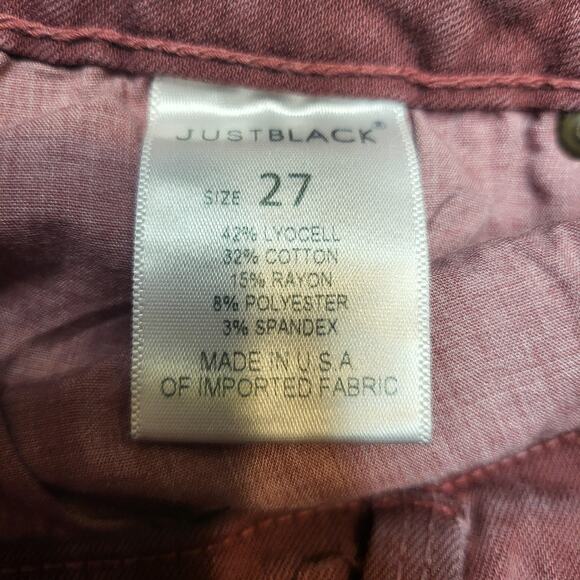 JUSTBLACK®
SIZE 27
42% LYOCELL
32% COTTON
15% RAYON
8% POLYESTER
3% SPANDEX
MADE IN U.S.A
OF IMPORTED FABRIC